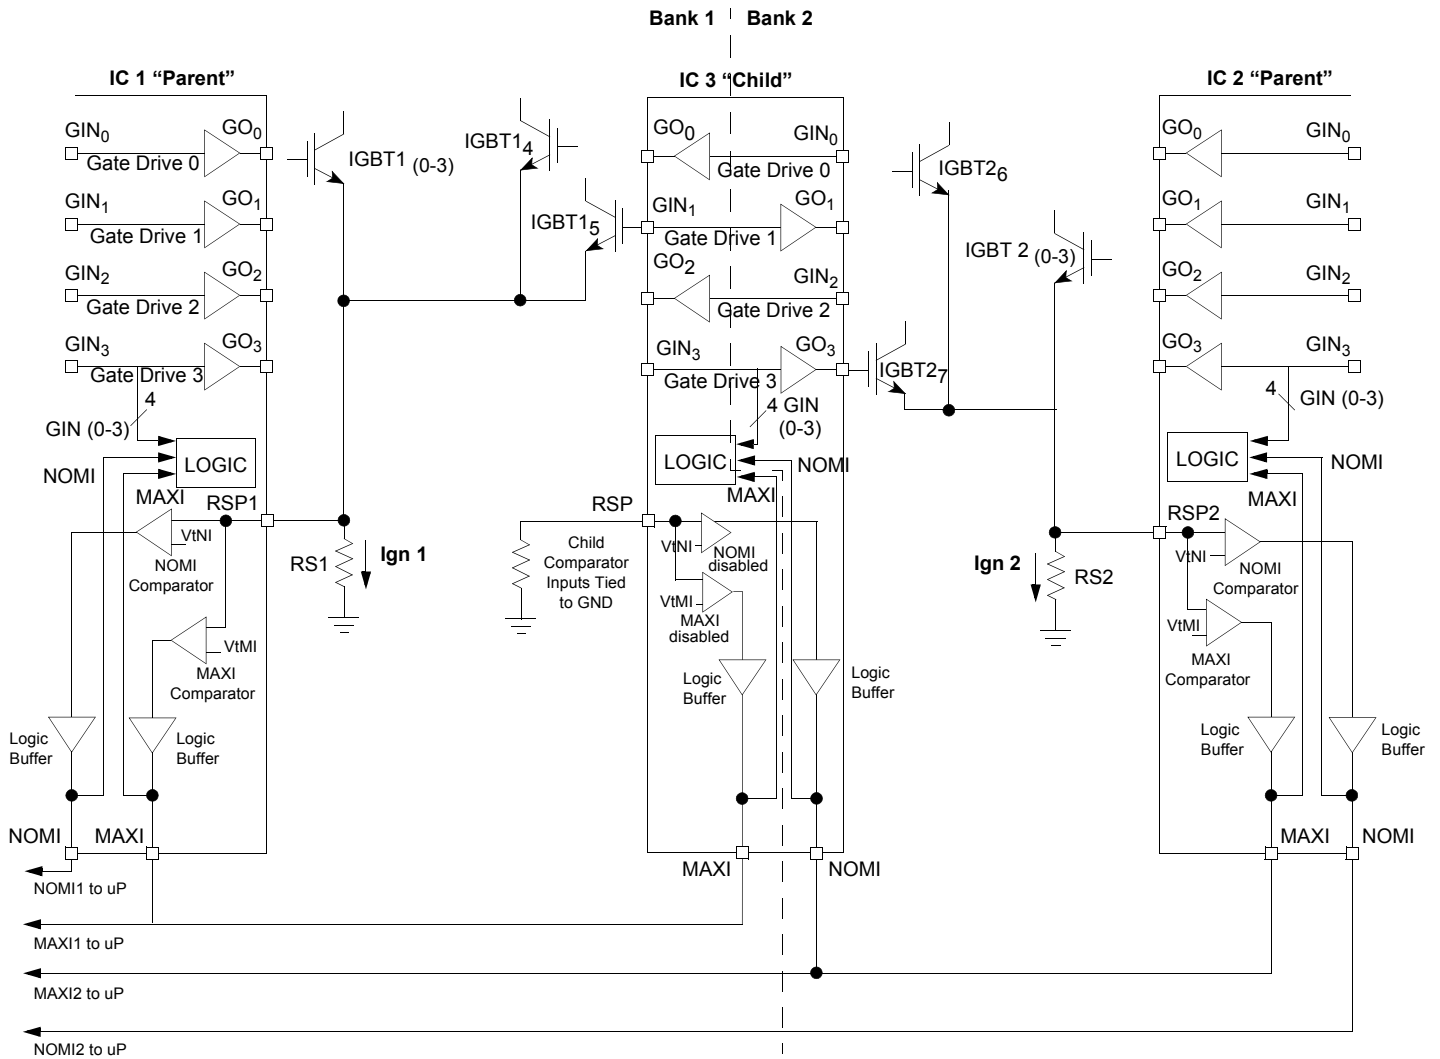 Bank 1 Bank 2
IC 1 “Parent”
IC 3 “Child”
IC 2 “Parent”
GIN0 GO0
Gate Drive 0
GIN1 GO1
Gate Drive 1
GIN2 GO2
Gate Drive 2
GIN3 GO3
Gate Drive 3
4
GIN (0-3)
NOMI
LOGIC
MAXI
RSP1
VtNI
NOMI
Comparator
VtMI
MAXI
Comparator
Logic
Buffer
Logic
Buffer
NOMI
MAXI
IGBT1 (0-3)
IGBT14
IGBT15
RS1
Ign 1
GO0 GIN0
Gate Drive 0
GIN1 GO1
Gate Drive 1
GO2 GIN2
Gate Drive 2
GIN3 GO3
Gate Drive 3
4 GIN
(0-3)
LOGIC
NOMI
MAXI
RSP
Child
Comparator
Inputs Tied
to GND
VtNI
NOMI
disabled
VtMI
MAXI
disabled
Logic
Buffer
Logic
Buffer
MAXI
NOMI
IGBT26
IGBT 2 (0-3)
IGBT27
Ign 2
RS2
GO0 GIN0
GO1 GIN1
GO2 GIN2
GO3 GIN3
4
GIN (0-3)
LOGIC
NOMI
MAXI
RSP2
VtNI
NOMI
Comparator
VtMI
MAXI
Comparator
Logic
Buffer
Logic
Buffer
MAXI
NOMI
NOMI1 to uP
MAXI1 to uP
MAXI2 to uP
NOMI2 to uP